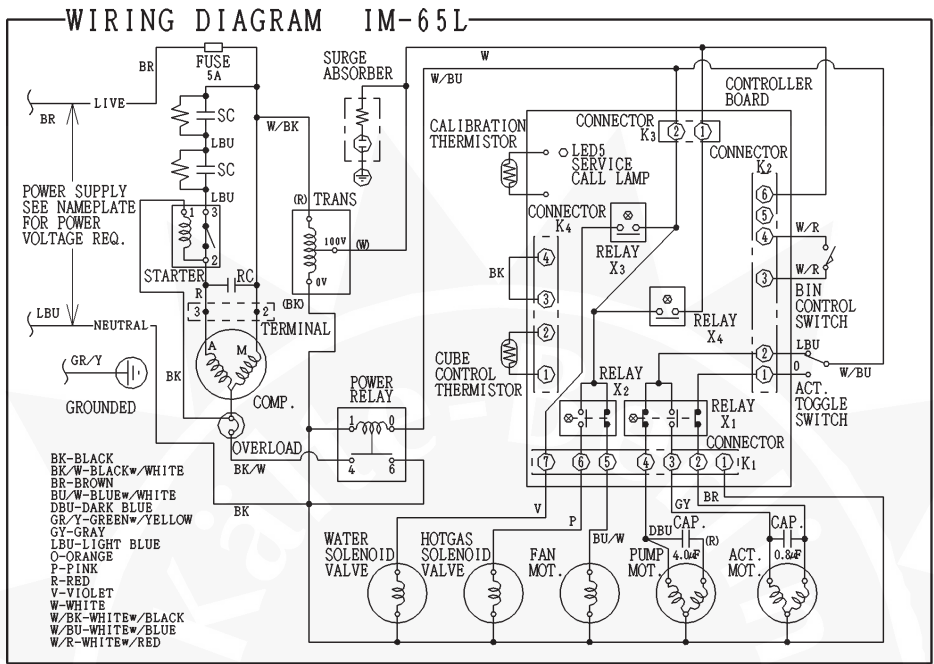 WIRING DIAGRAM IM-65L
FUSE
5A
BR
LIVE
BR
SC
LBU
SC
LBU
W/BK
SURGE
ABSORBER
W
W/BU
CONTROLLER
BOARD
CALIBRATION
THERMISTOR
CONNECTOR
K3
2 1
LED5
SERVICE
CALL LAMP
CONNECTOR
K2
6
5
4
3
2
1
POWER SUPPLY
SEE NAMEPLATE
FOR POWER
VOLTAGE REQ.
1 3
2
STARTER
(R) TRANS
100V (W)
0V
(BK)
CONNECTOR
K4
4
3
2
1
BK
RELAY
X3
RELAY
X4
W/R
W/R
BIN
CONTROL
SWITCH
RC
R
3 2
TERMINAL
LBU
NEUTRAL
A M
COMP.
GR/Y
GROUNDED
BK
CUBE
CONTROL
THERMISTOR
LBU
O
W/BU
ACT.
TOGGLE
SWITCH
RELAY
X2
RELAY
X1
POWER
RELAY
1 0
4 6
OVERLOAD
BK/W
BK
CONNECTOR
K1
7 6 5 4 3 2 1
BK-BLACK
BK/W-BLACKw/WHITE
BR-BROWN
BU/W-BLUEw/WHITE
DBU-DARK BLUE
GR/Y-GREENw/YELLOW
GY-GRAY
LBU-LIGHT BLUE
O-ORANGE
P-PINK
R-RED
V-VIOLET
W-WHITE
W/BK-WHITEw/BLACK
W/BU-WHITEw/BLUE
W/R-WHITEw/RED
V
P
BU/W
DBU
GY
BR
CAP.
(R)
4.0uF
CAP.
0.8uF
WATER
SOLENOID
VALVE
HOTGAS
SOLENOID
VALVE
FAN
MOT.
PUMP
MOT.
ACT.
MOT.